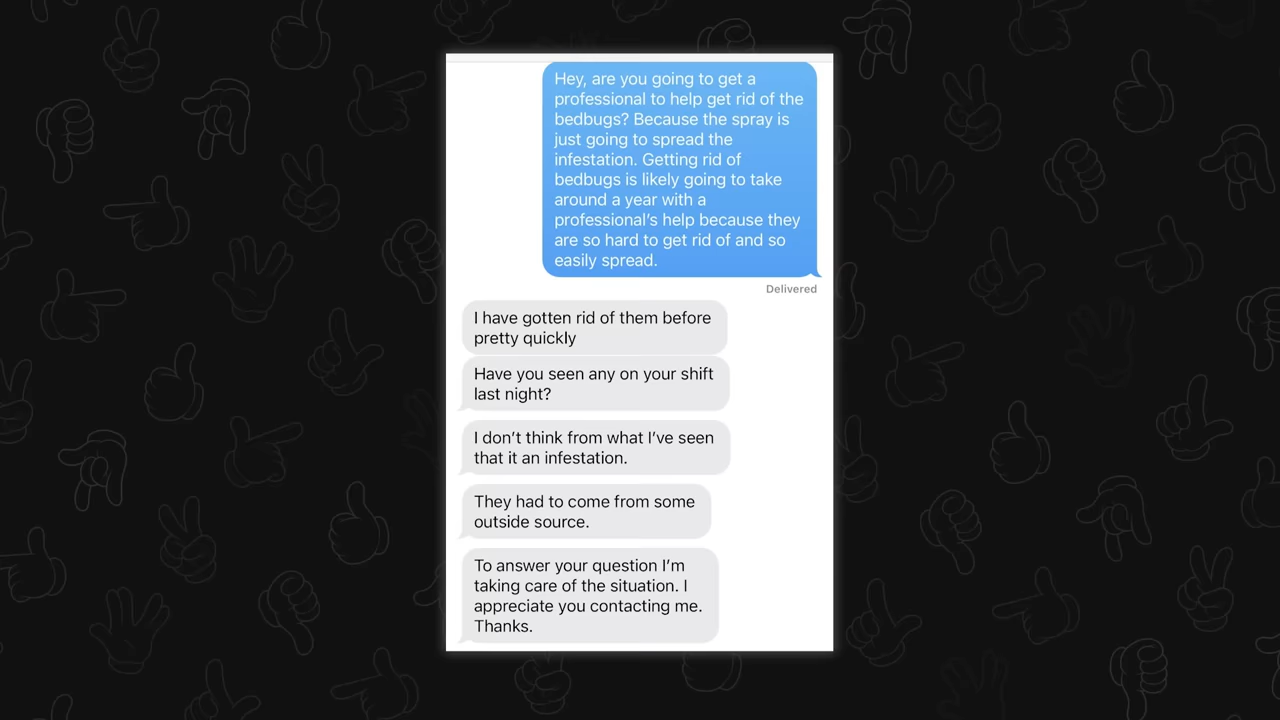 Hey, are you going to get a
professional to help get rid of the
bedbugs? Because the spray is
just going to spread the
infestation. Getting rid of
bedbugs is likely going to take
around a year with a
professional's help because they
are so hard to get rid of and so
easily spread.
Delivered
I have gotten rid of them before
pretty quickly
Have you seen any on your shift
last night?
I don't think from what I've seen
that it an infestation.
They had to come from some
outside source.
To answer your question I'm
taking care of the situation. I
appreciate you contacting me.
Thanks.